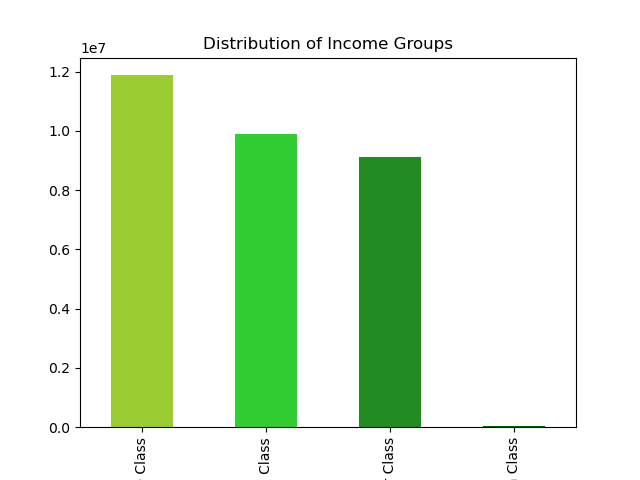 Distribution of Income Groups
1e7
1.2
1.0
0.8
0.6
0.4
0.2
0.0
Class
Class
Class
Class